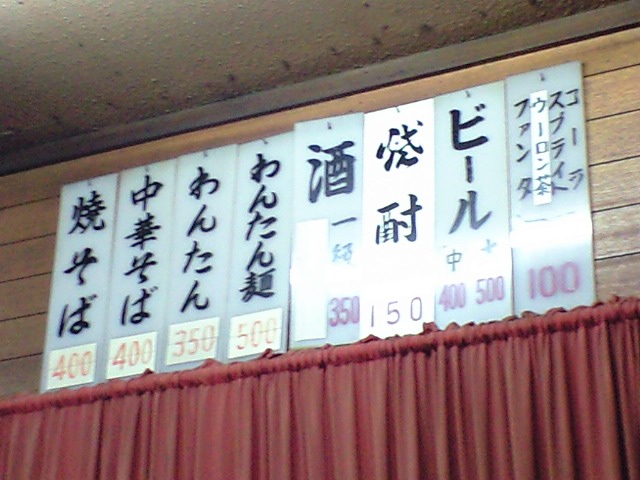 コーラ
スプライト
ウーロン茶
ファンタ
100
ビール
大 500
中 400
焼酎
150
酒
一級
350
わんたん麺
500
わんたん
350
中華そば
400
焼そば
400